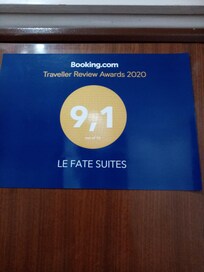 Booking.com
Traveller Review Awards 2020
9,1
LE FATE SUITES